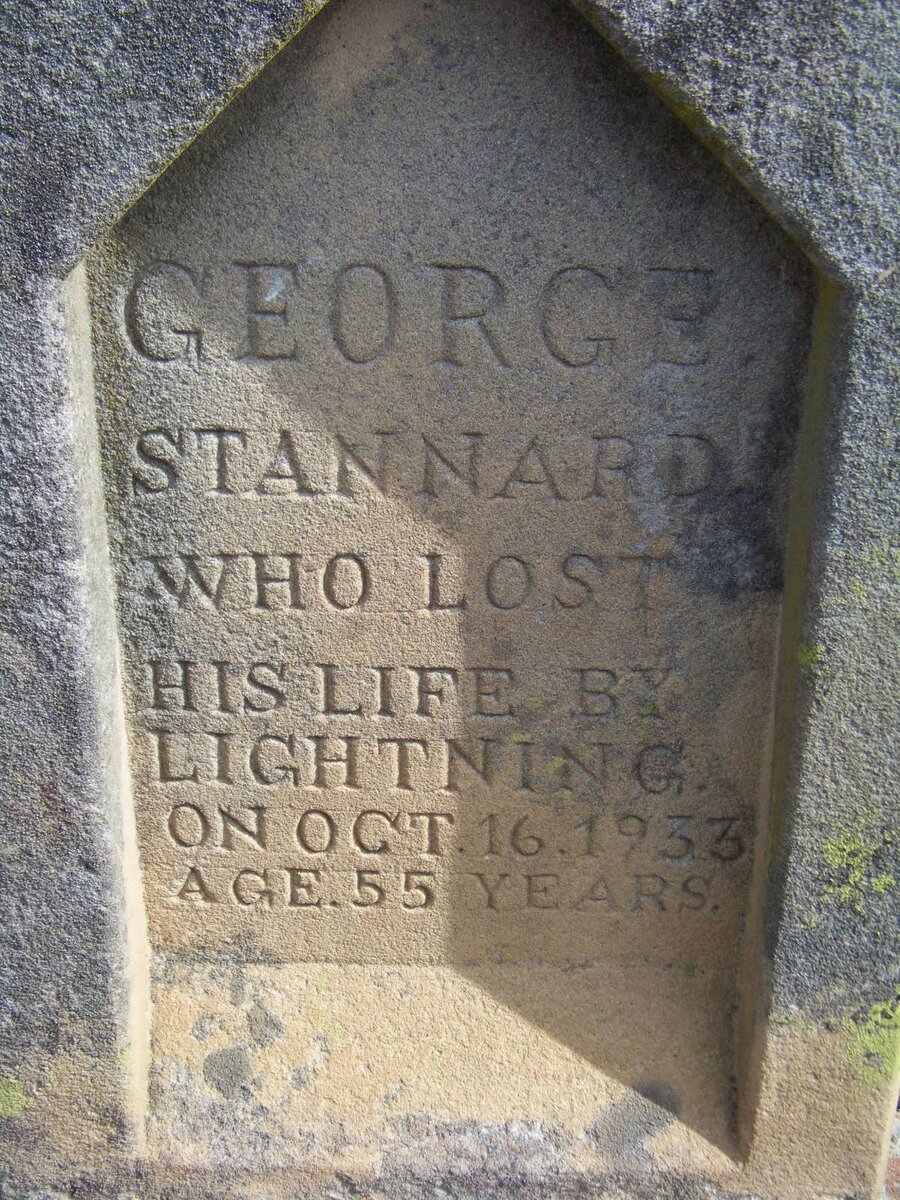 GEORGE.
STANNARD
WHO LOST
HIS LIFE BY
LIGHTNING.
ON OCT. 16. 1933
AGE. 55 YEARS.